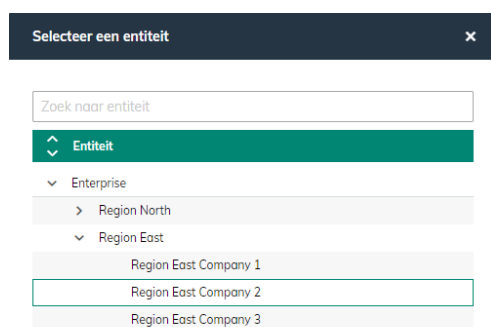 Selecteer een entiteit
Zoek naar entiteit
Entiteit
Enterprise
Region North
Region East
Region East Company 1
Region East Company 2
Region East Company 3